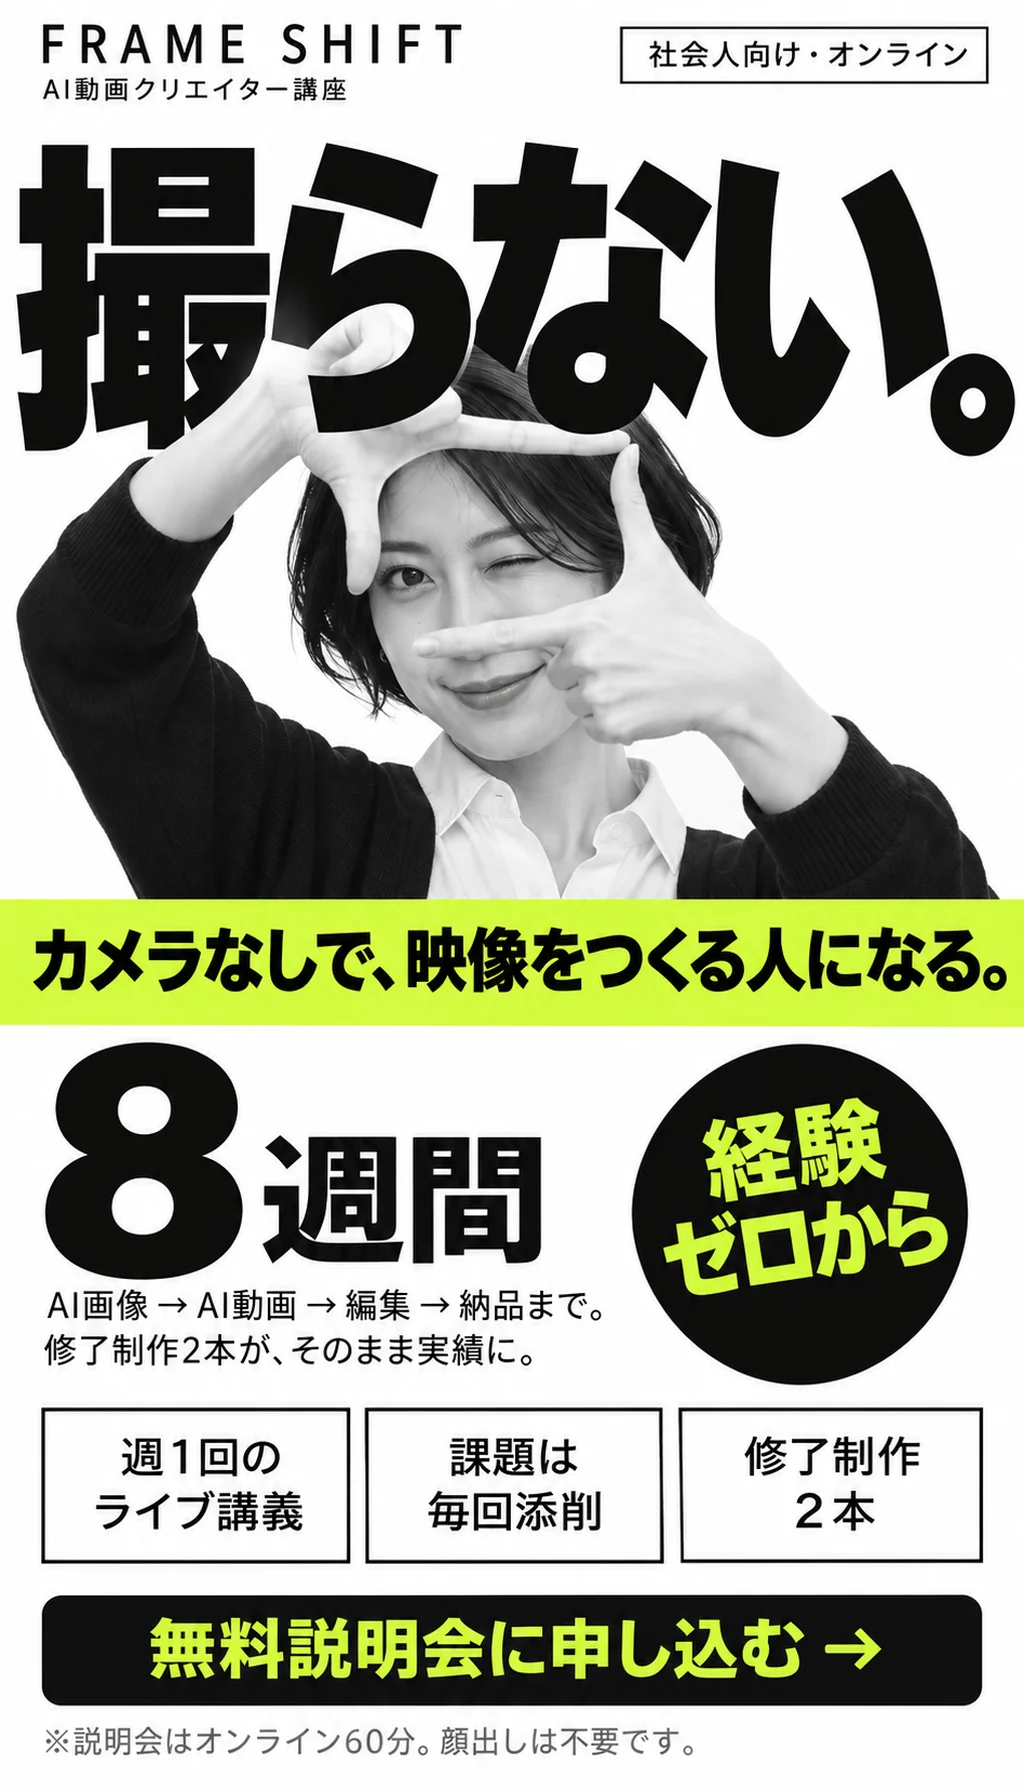 FRAME SHIFT
AI動画クリエイター講座
社会人向け・オンライン
撮らない。
カメラなしで、映像をつくる人になる。
8週間
経験
ゼロから
AI画像→AI動画→編集→納品まで。
修了制作2本が、そのまま実績に。
週1回の
ライブ講義
課題は
毎回添削
修了制作
2本
無料説明会に申し込む→
※説明会はオンライン60分。顔出しは不要です。